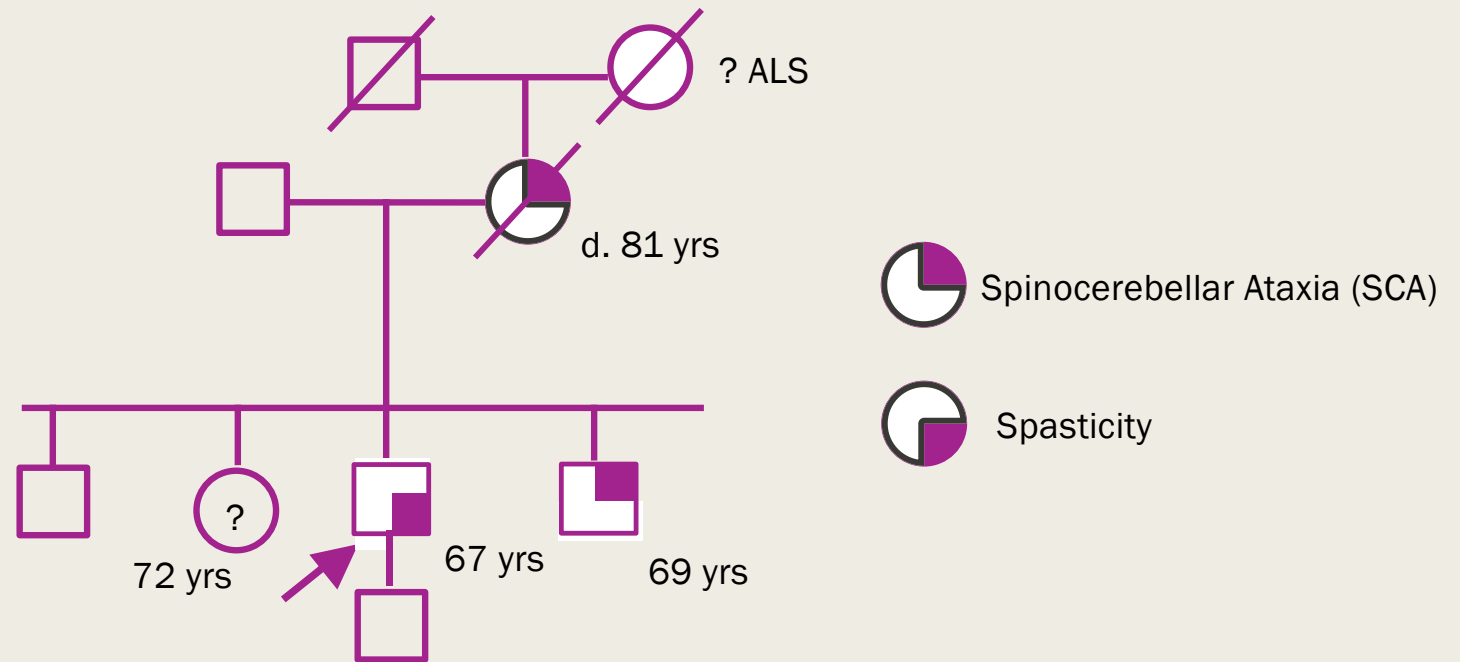 ? ALS
d. 81 yrs
Spinocerebellar Ataxia (SCA)
Spasticity
?
72 yrs
67 yrs
69 yrs